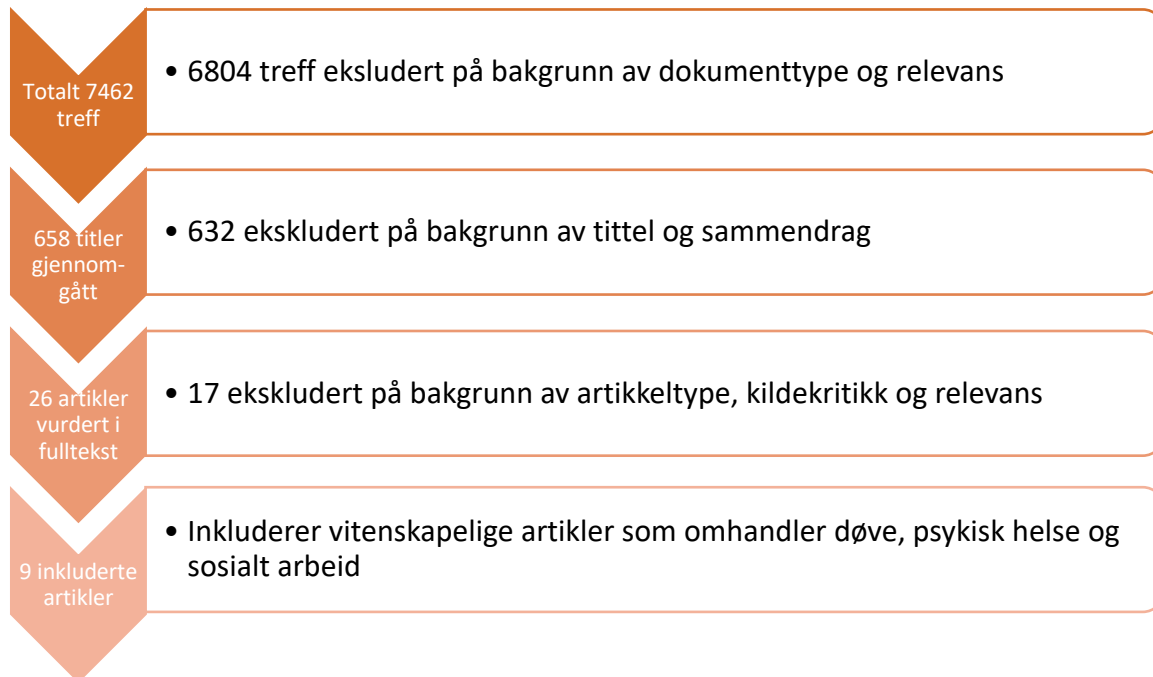 Totalt 7462
treff
• 6804 treff eksludert på bakgrunn av dokumenttype og relevans
658 titler
gjennom-
gått
• 632 ekskludert på bakgrunn av tittel og sammendrag
26 artikler
vurdert i
fulltekst
• 17 ekskludert på bakgrunn av artikkeltype, kildekritikk og relevans
9 inkluderte
artikler
• Inkluderer vitenskapelige artikler som omhandler døve, psykisk helse og
sosialt arbeid